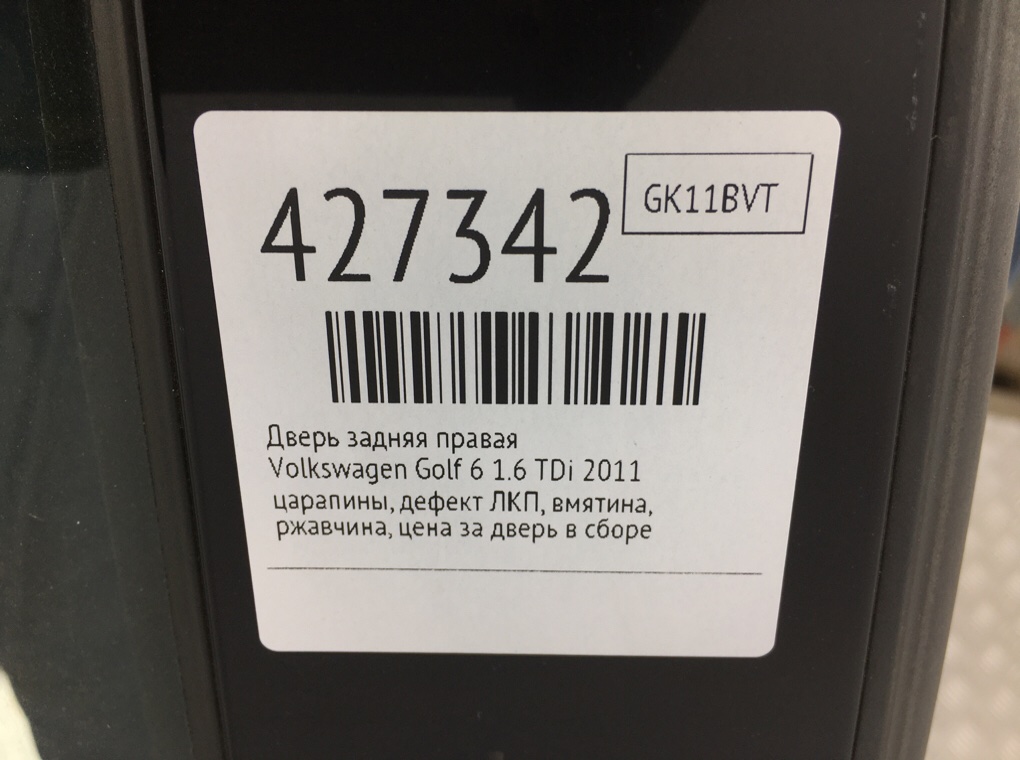 427342
GK11BVT
Дверь задняя правая
Volkswagen Golf 6 1.6 TDi 2011
царапины, дефект ЛКП, вмятина,
ржавчина, цена за дверь в сборе